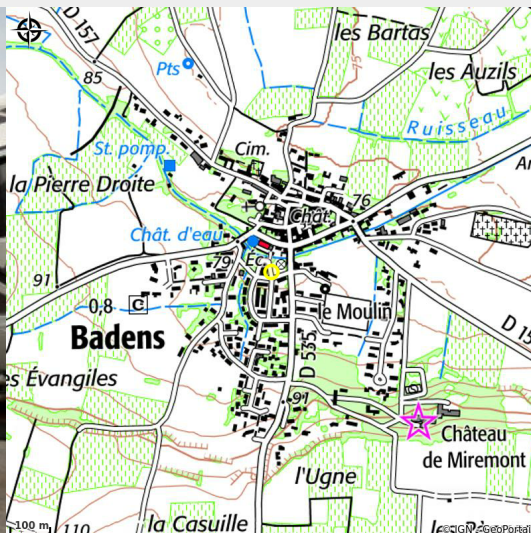 D 157
les Bartas
Pts
85
les Auzils
Ruisseau
St. pomp.
Cim.
la Pierre Droite
76
Chât.
Chât. d'eau
79
Éc.
91
0,8
C
le Moulin
Badens
D 535
D 15
es Évangiles
91
Château
de Miremont
l'Ugne
100 m
110
la Casuille
© IGN - GeoPortail